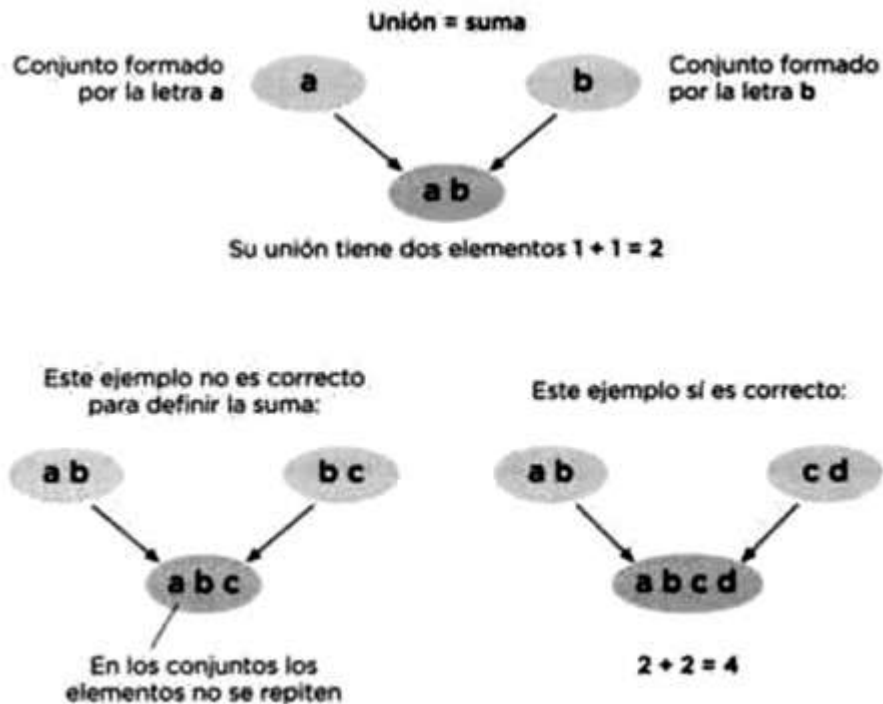 Unión = suma
Conjunto formado
por la letra a
a
b
Conjunto formado
por la letra b
a b
Su unión tiene dos elementos 1 + 1 = 2
Este ejemplo no es correcto
para definir la suma:
a b
b c
a b c
En los conjuntos los
elementos no se repiten
Este ejemplo sí es correcto:
a b
c d
a b c d
2 + 2 = 4